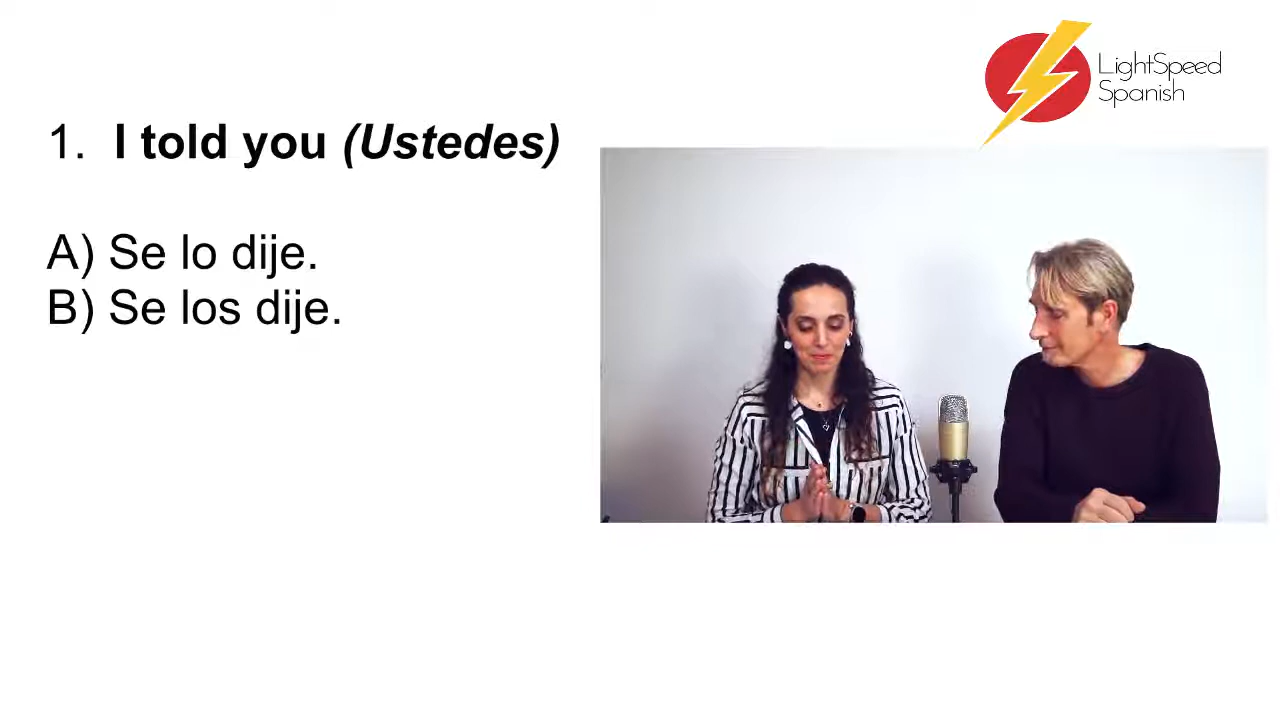 LightSpeed
Spanish
1. I told you (Ustedes)
A) Se lo dije.
B) Se los dije.